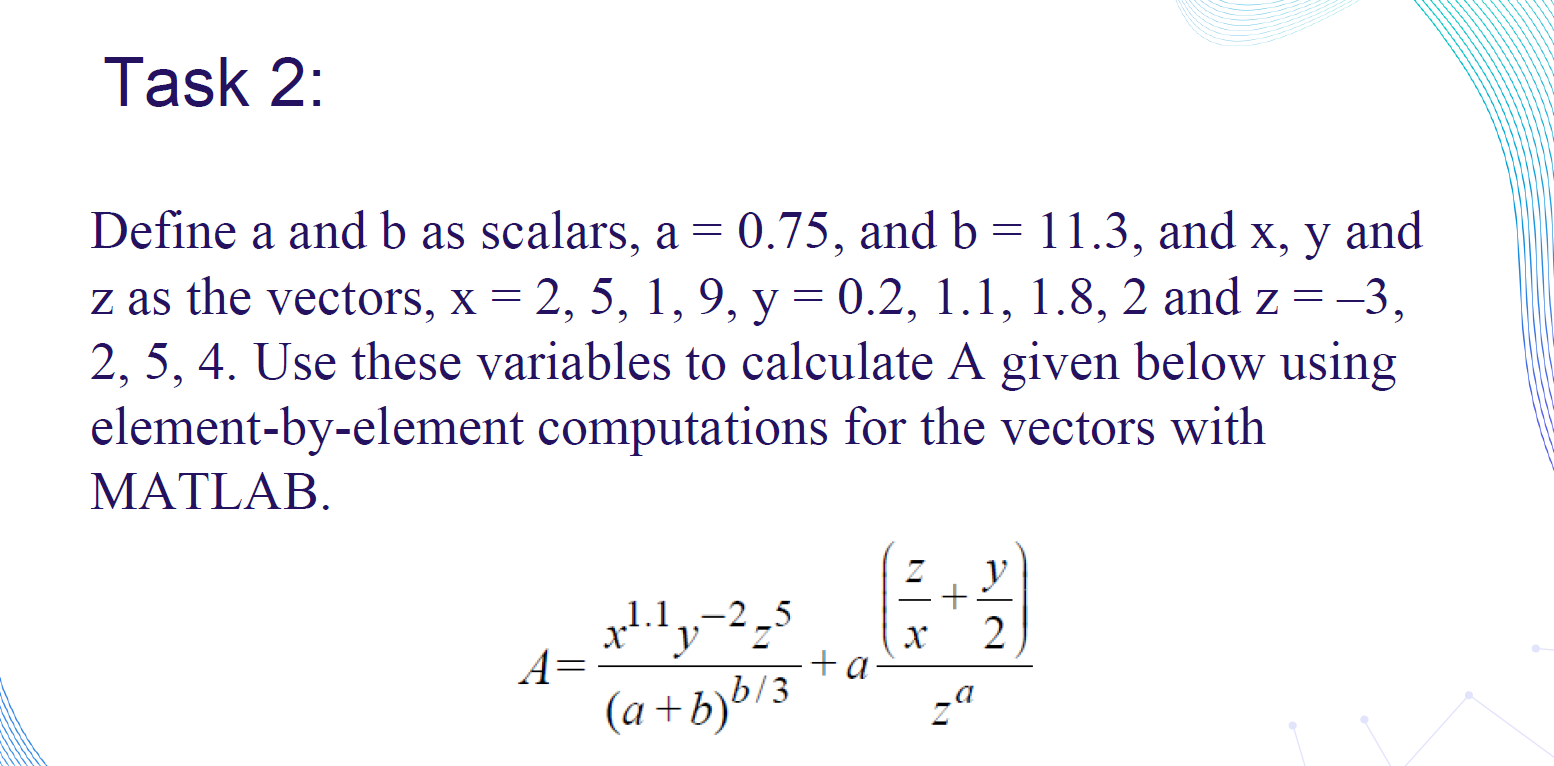 Task 2:
Define a and b as scalars, a = 0.75, and b = 11.3, and x, y and
z as the vectors, x = 2, 5, 1, 9, y = 0.2, 1.1, 1.8, 2 and z = –3,
2, 5, 4. Use these variables to calculate A given below using
element-by-element computations for the vectors with
MATLAB.
A = \frac{x^{1.1} y^{-2} z^{5}}{(a+b)^{b/3}} + a \frac{\left(\frac{z}{x} + \frac{y}{2}\right)}{z^{a}}